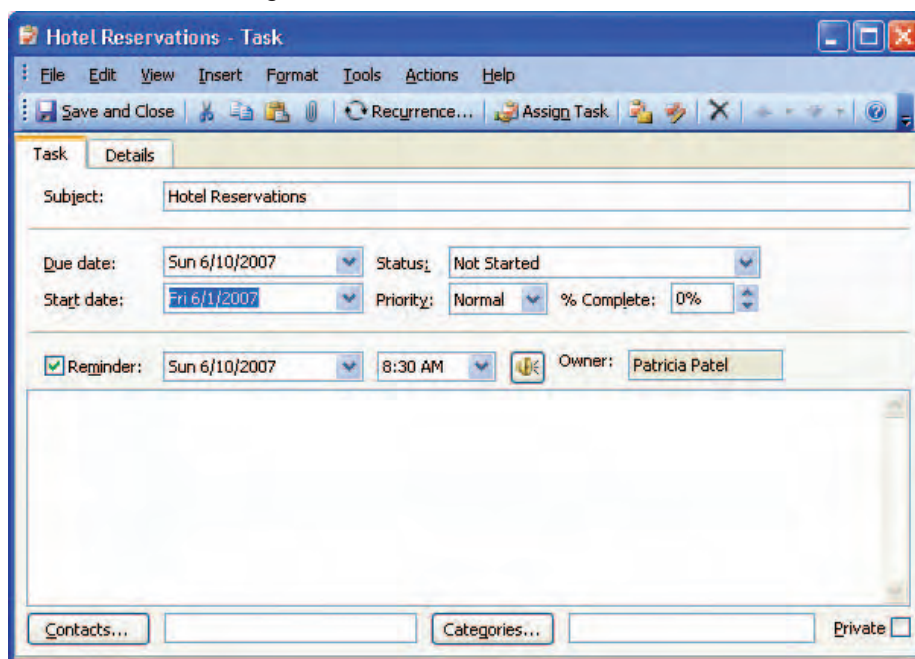 Hotel Reservations - Task
File Edit View Insert Format Tools Actions Help
Save and Close Recurrence... Assign Task
Task Details
Subject: Hotel Reservations
Due date: Sun 6/10/2007 Status: Not Started
Start date: Fri 6/1/2007 Priority: Normal % Complete: 0%
Reminder: Sun 6/10/2007 8:30 AM Owner: Patricia Patel
Contacts... Categories... Private